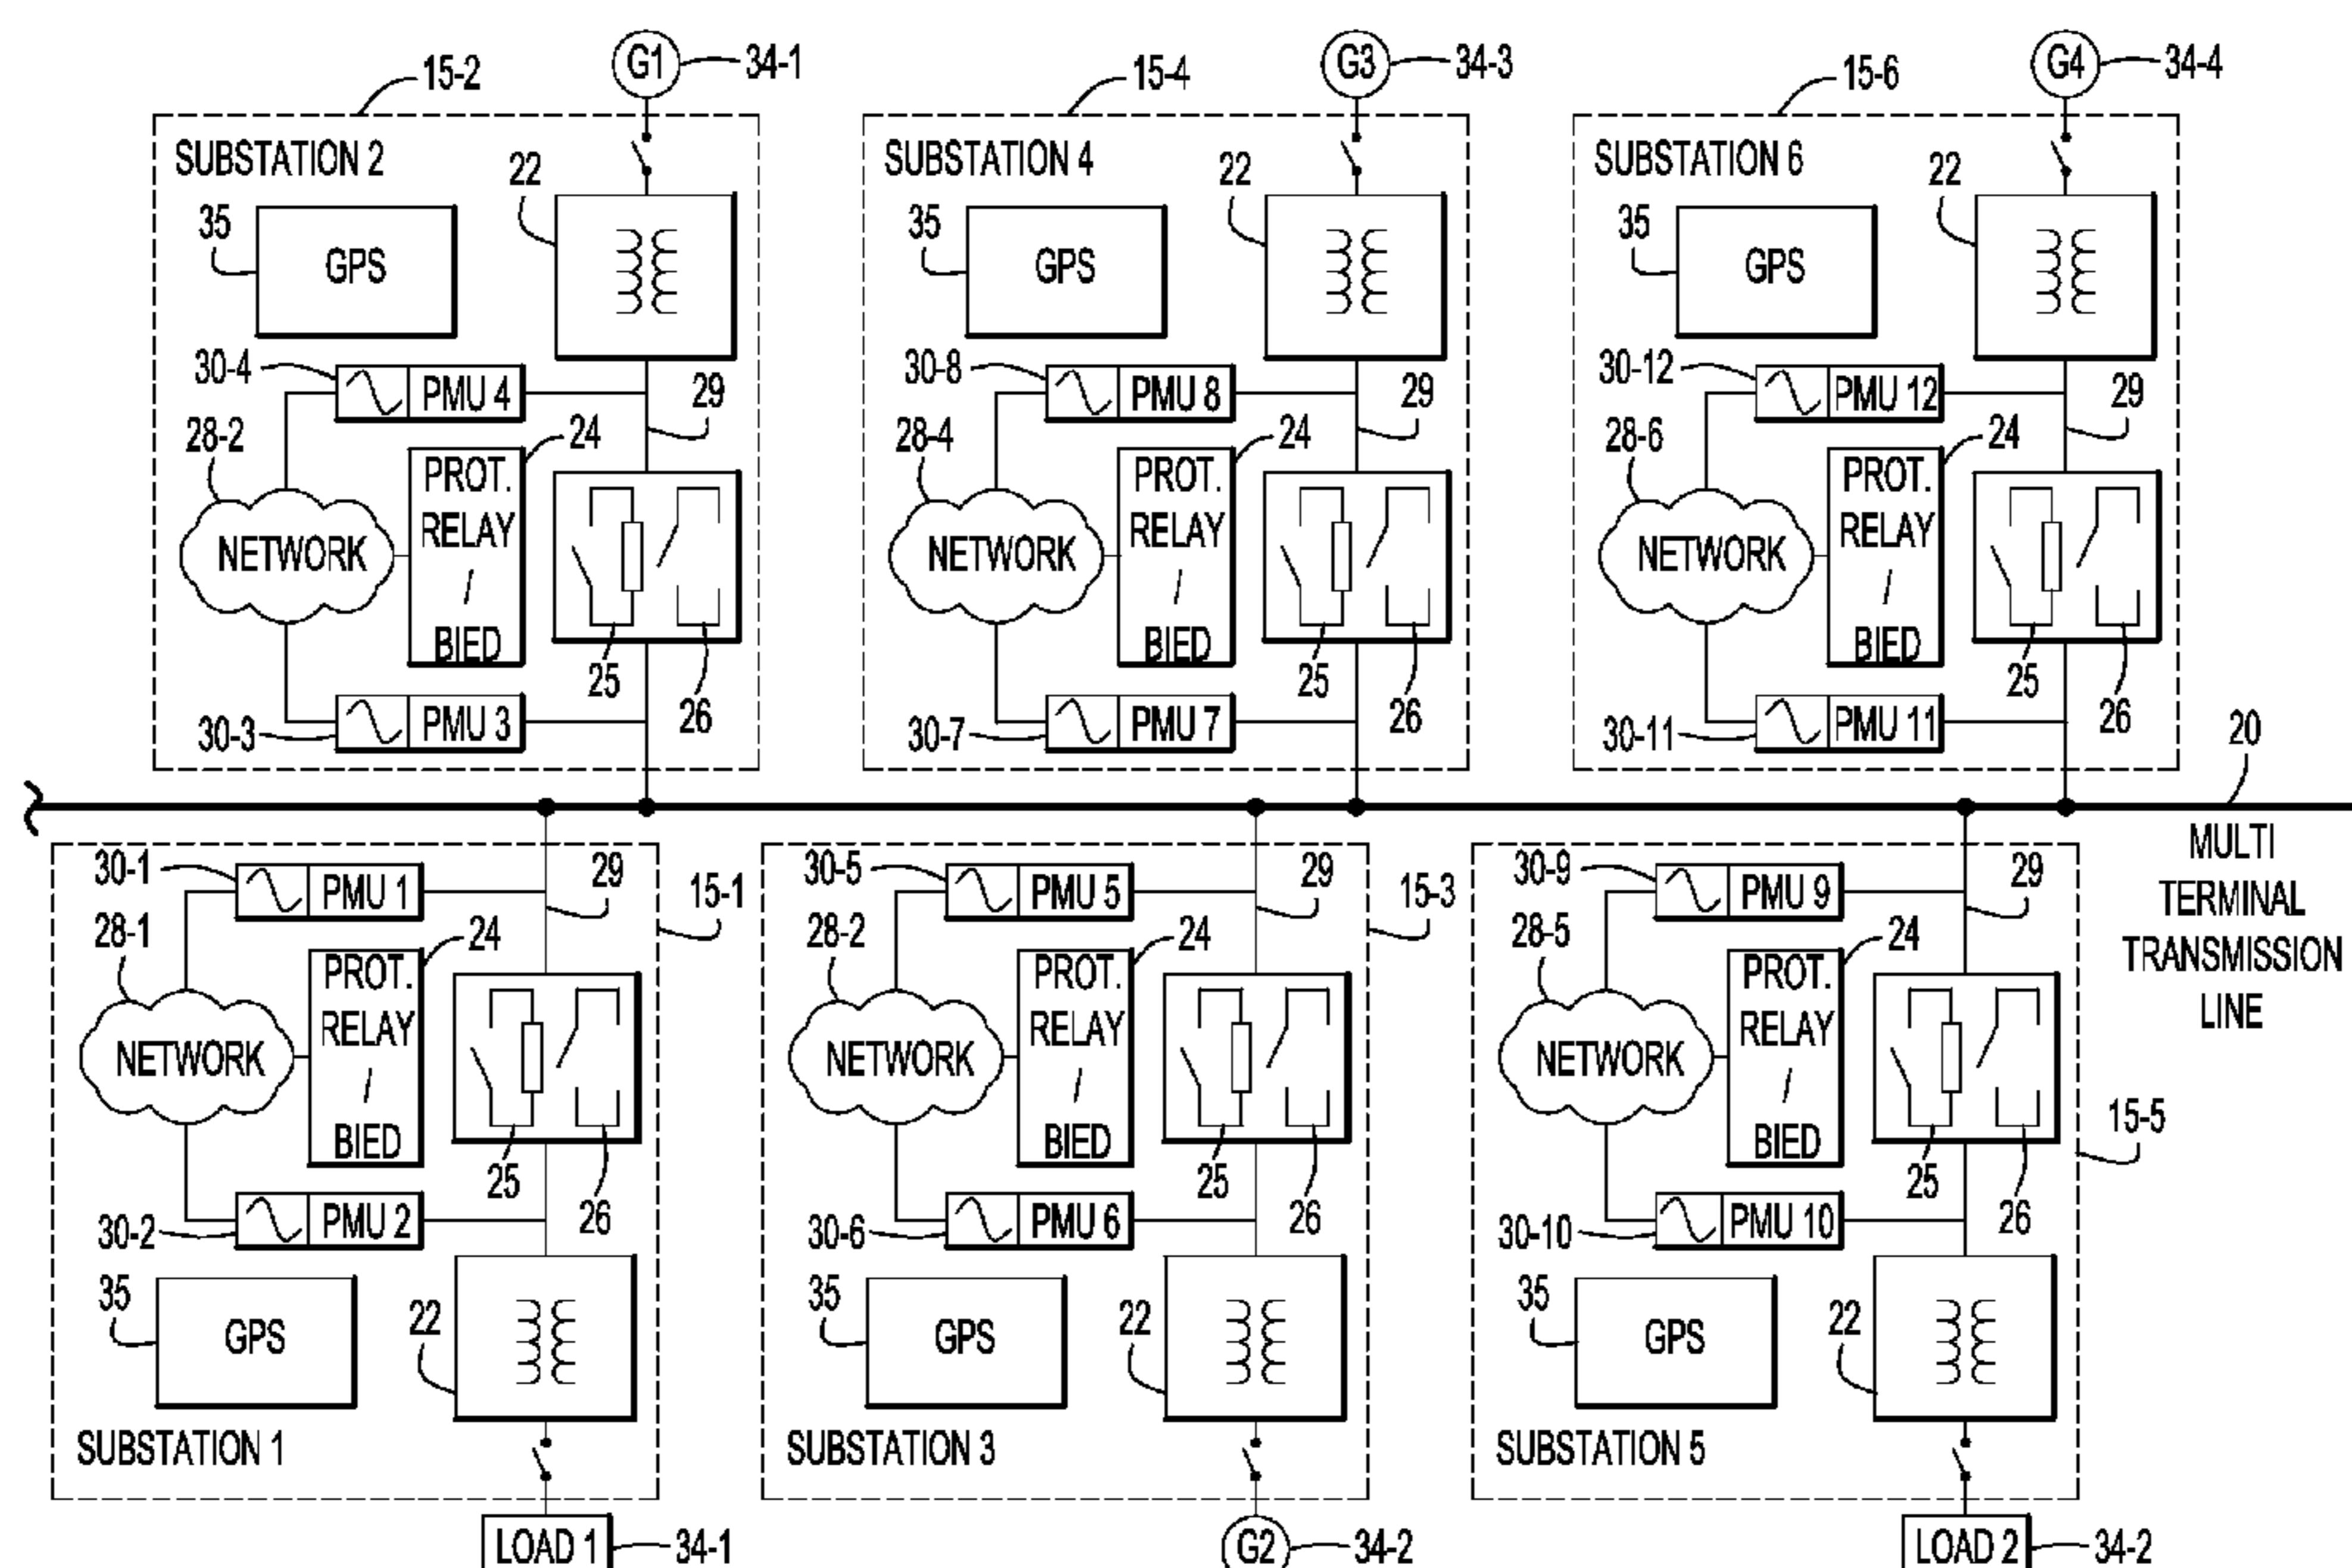 G1
34-1
G3
34-3
G4
34-4
15-2
15-4
15-6
SUBSTATION 2
22
35
GPS
30-4
PMU 4
29
28-2
24
NETWORK
PROT.
RELAY
/
BIED
25
26
30-3
PMU 3
SUBSTATION 4
22
35
GPS
30-8
PMU 8
29
28-4
24
NETWORK
PROT.
RELAY
/
BIED
25
26
30-7
PMU 7
SUBSTATION 6
22
35
GPS
30-12
PMU 12
29
28-6
24
NETWORK
PROT.
RELAY
/
BIED
25
26
30-11
PMU 11
20
MULTI
TERMINAL
TRANSMISSION
LINE
30-1
PMU 1
29
15-1
28-1
24
NETWORK
PROT.
RELAY
/
BIED
25
26
30-2
PMU 2
35
GPS
22
SUBSTATION 1
LOAD 1
34-1
30-5
PMU 5
29
15-3
28-2
24
NETWORK
PROT.
RELAY
/
BIED
25
26
30-6
PMU 6
35
GPS
22
SUBSTATION 3
G2
34-2
30-9
PMU 9
29
28-5
24
NETWORK
PROT.
RELAY
/
BIED
15-5
25
26
30-10
PMU 10
35
GPS
22
SUBSTATION 5
LOAD 2
34-2